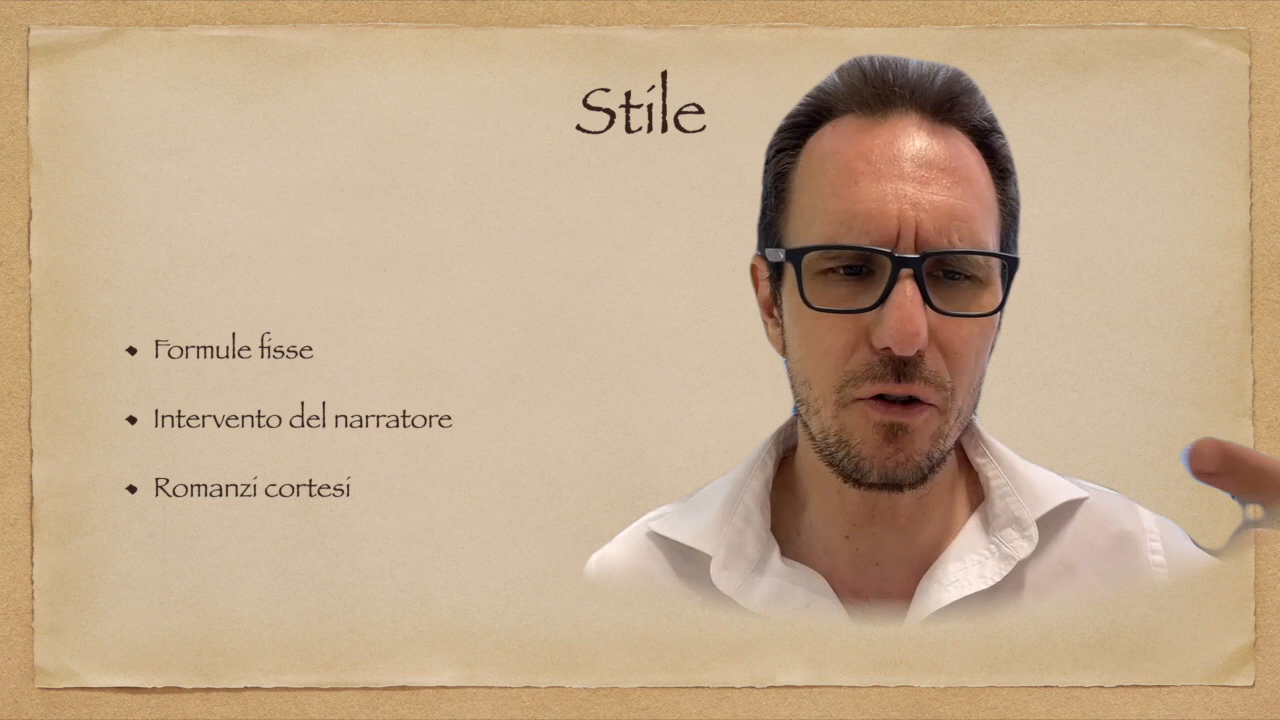 Stile
• Formule fisse
• Intervento del narratore
• Romanzi cortesi